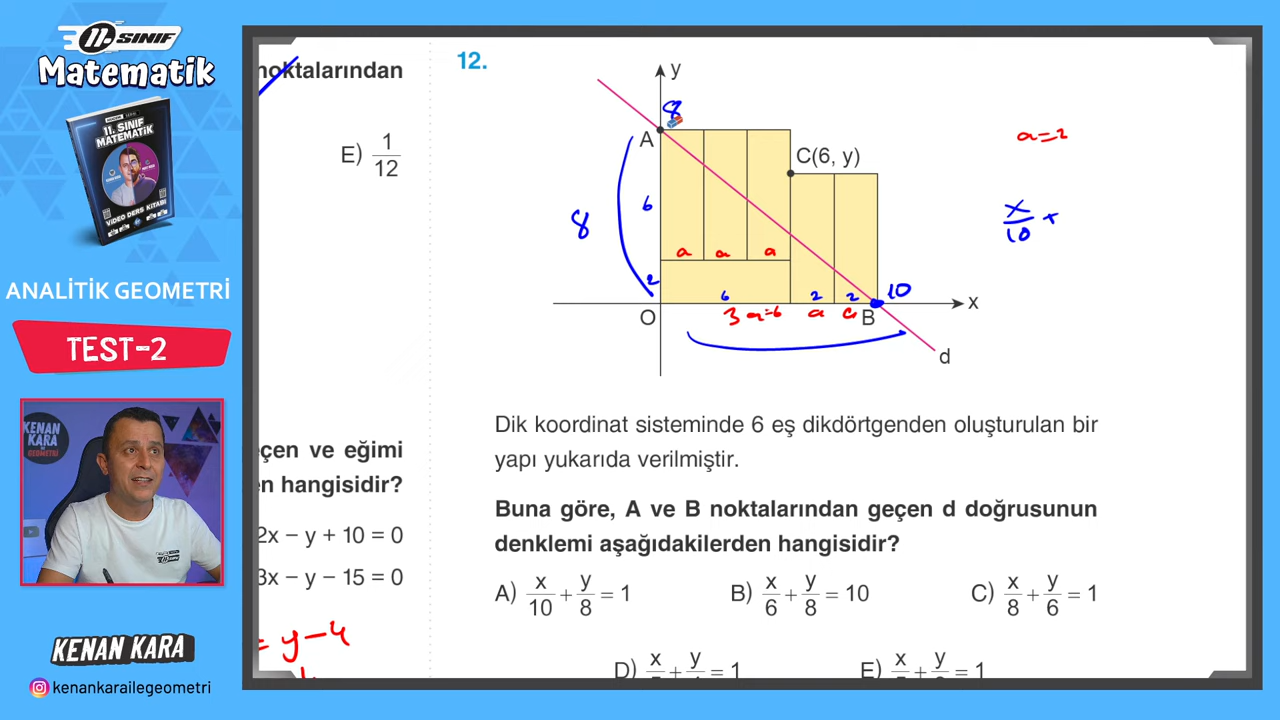 11. SINIF
Matematik
11. SINIF
MATEMATİK
VİDEO DERS KİTABI
ANALİTİK GEOMETRİ
TEST-2
KENAN
KARA
GEOMETRİ
KENAN KARA
kenankarailegeometri
noktalarından
E) 1/12
eçen ve eğimi
en hangisidir?
2x − y + 10 = 0
3x − y − 15 = 0
= y − 4
12.
y
8
A
C(6, y)
a=2
6
8
x/10 +
a a a
2
6 2 2 10
x
O
3a=6 a a B
d
Dik koordinat sisteminde 6 eş dikdörtgenden oluşturulan bir
yapı yukarıda verilmiştir.
Buna göre, A ve B noktalarından geçen d doğrusunun
denklemi aşağıdakilerden hangisidir?
A) x/10 + y/8 = 1 B) x/6 + y/8 = 10 C) x/8 + y/6 = 1
D) x + y = 1 E) x + y = 1